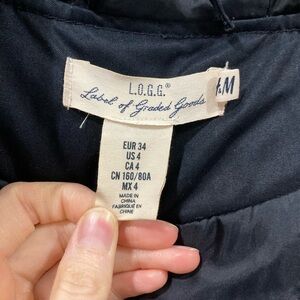 L.O.G.G.®
Label of Graded Goods
H&M
EUR 34
US 4
CA 4
CN 160/80A
MX 4
MADE IN
CHINA
FABRIQUÉ EN
CHINE